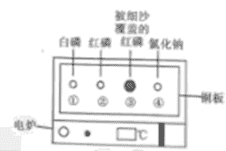 被细沙
覆盖的
白磷 红磷 红磷 氯化钠
① ② ③ ④
铜板
电炉
℃